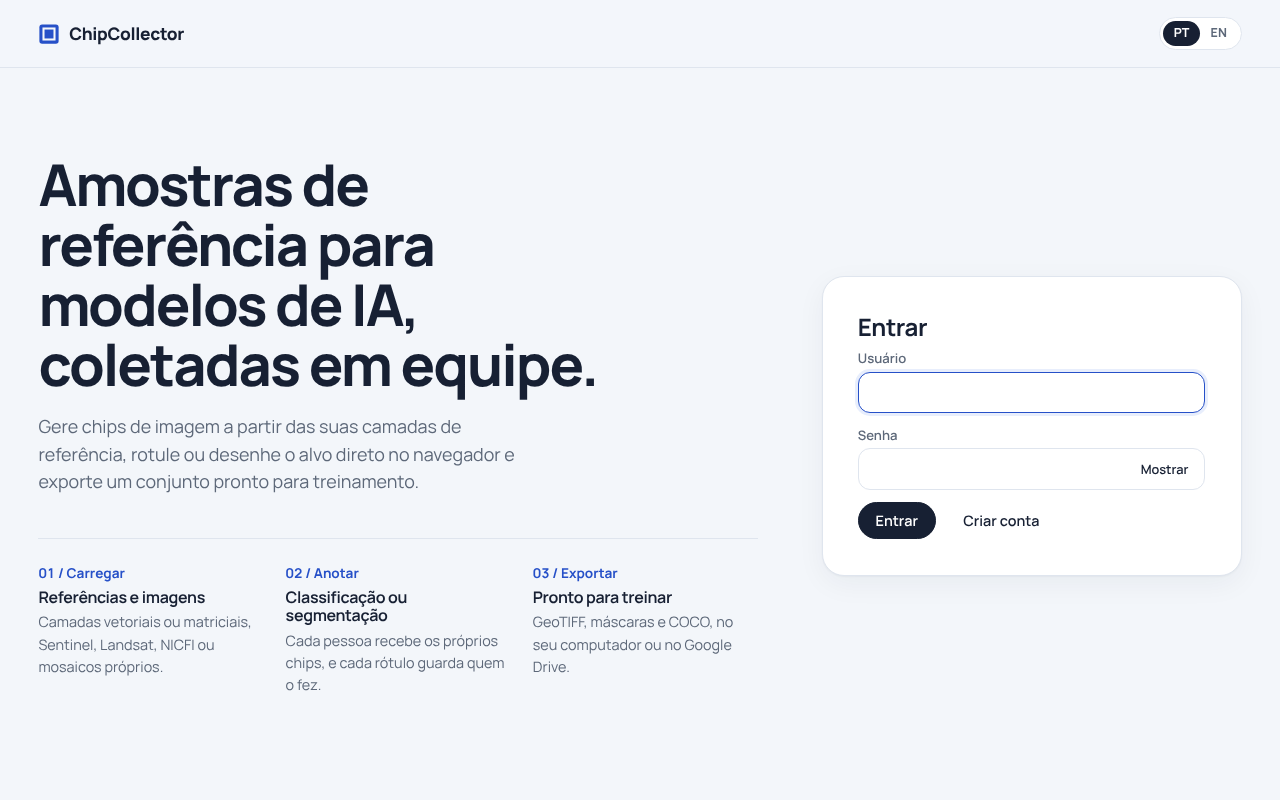 ChipCollector
PT
EN
Amostras de
referência para
modelos de IA,
coletadas em equipe.
Gere chips de imagem a partir das suas camadas de
referência, rotule ou desenhe o alvo direto no navegador e
exporte um conjunto pronto para treinamento.
01 / Carregar
Referências e imagens
Camadas vetoriais ou matriciais,
Sentinel, Landsat, NICFI ou
mosaicos próprios.
02 / Anotar
Classificação ou
segmentação
Cada pessoa recebe os próprios
chips, e cada rótulo guarda quem
o fez.
03 / Exportar
Pronto para treinar
GeoTIFF, máscaras e COCO, no
seu computador ou no Google
Drive.
Entrar
Usuário
Senha
Mostrar
Entrar
Criar conta